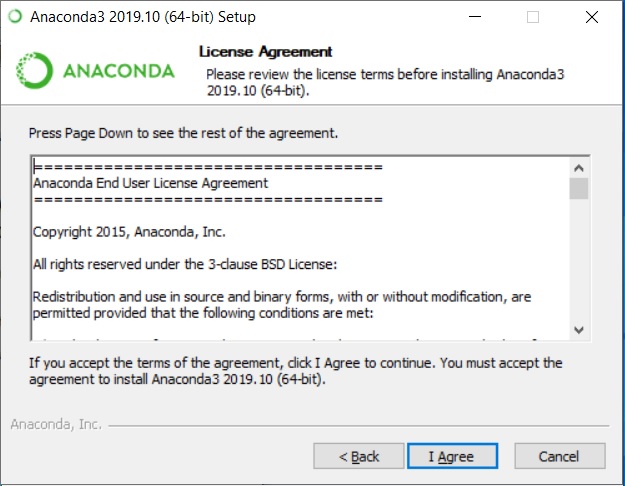 Anaconda3 2019.10 (64-bit) Setup
ANACONDA
License Agreement
Please review the license terms before installing Anaconda3
2019.10 (64-bit).
Press Page Down to see the rest of the agreement.
===================================
Anaconda End User License Agreement
===================================
Copyright 2015, Anaconda, Inc.
All rights reserved under the 3-clause BSD License:
Redistribution and use in source and binary forms, with or without modification, are
permitted provided that the following conditions are met:
If you accept the terms of the agreement, click I Agree to continue. You must accept the
agreement to install Anaconda3 2019.10 (64-bit).
Anaconda, Inc.
< Back
I Agree
Cancel